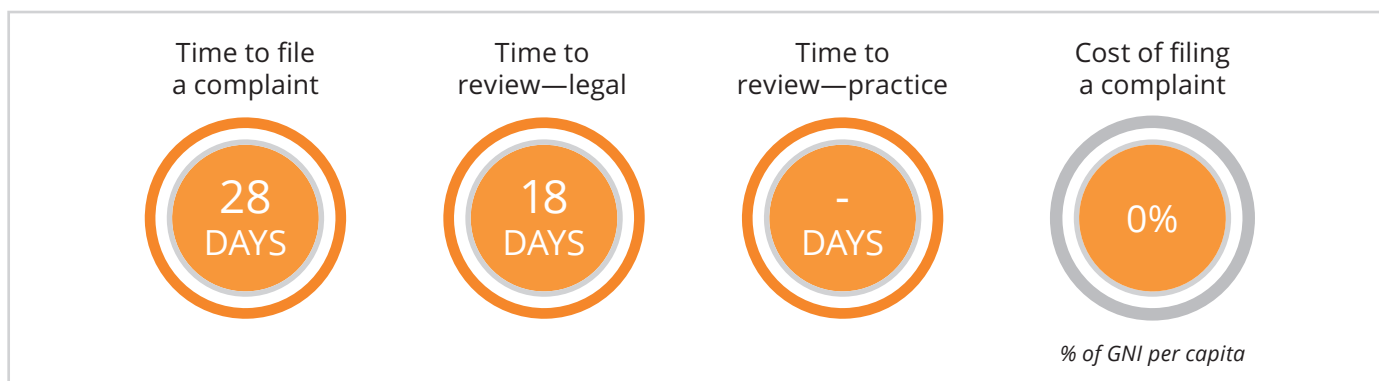 Time to file
a complaint
28
DAYS
Time to
review—legal
18
DAYS
Time to
review—practice
-
DAYS
Cost of filing
a complaint
0%
% of GNI per capita